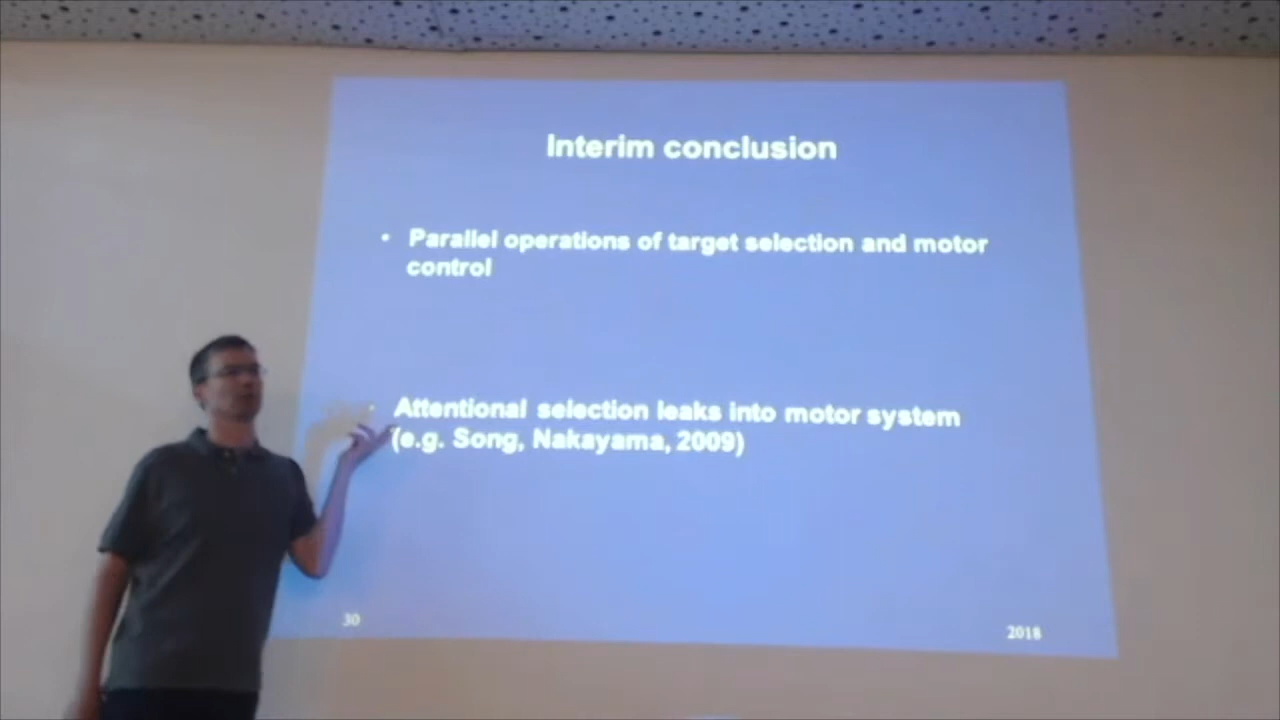 Interim conclusion
• Parallel operations of target selection and motor
control
• Attentional selection leaks into motor system
(e.g. Song, Nakayama, 2009)
30
2018